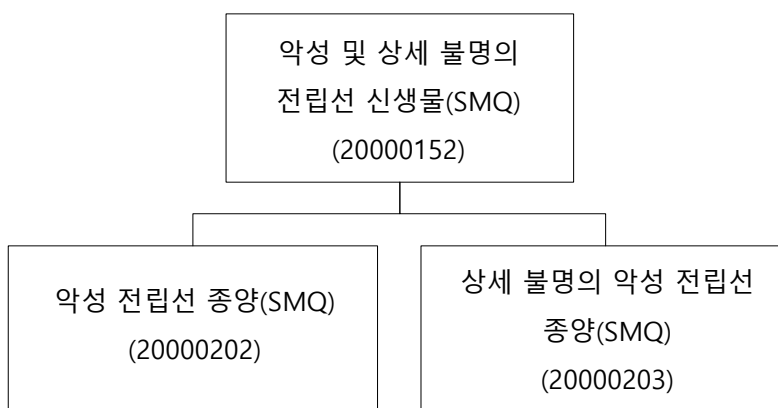 악성 및 상세 불명의
전립선 신생물(SMQ)
(20000152)
악성 전립선 종양(SMQ)
(20000202)
상세 불명의 악성 전립선
종양(SMQ)
(20000203)